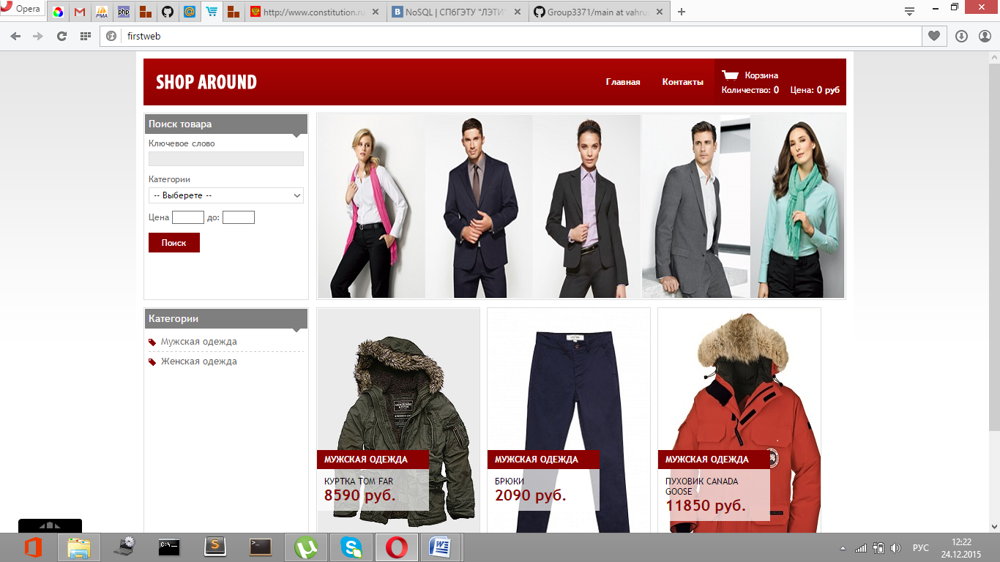 Opera
http://www.constitution.ru
NoSQL | СПбГЭТУ "ЛЭТИ"
Group3371/main at vahrus
firstweb
SHOP AROUND
Главная
Контакты
Корзина
Количество: 0 Цена: 0 руб
Поиск товара
Ключевое слово
Категории
-- Выберете --
Цена до:
Поиск
Категории
Мужская одежда
Женская одежда
МУЖСКАЯ ОДЕЖДА
КУРТКА TOM FAR
8590 руб.
МУЖСКАЯ ОДЕЖДА
БРЮКИ
2090 руб.
МУЖСКАЯ ОДЕЖДА
ПУХОВИК CANADA
GOOSE
11850 руб.
РУС
12:22
24.12.2015